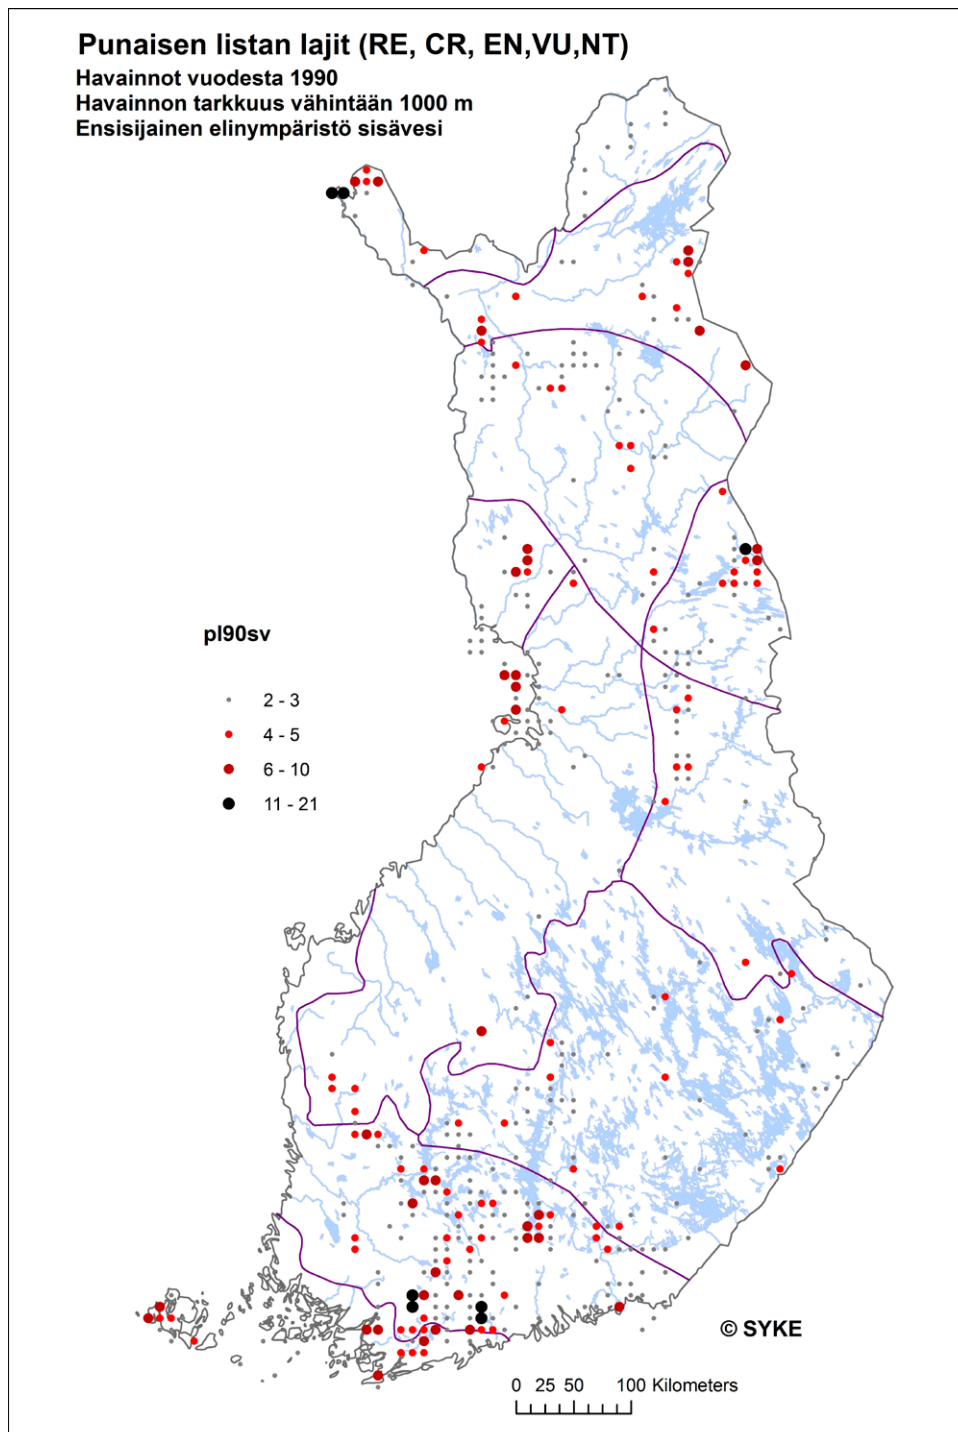 Punaisen listan lajit (RE, CR, EN,VU,NT)
Havainnot vuodesta 1990
Havainnon tarkkuus vähintään 1000 m
Ensisijainen elinympäristö sisävesi
pl90sv
2 - 3
4 - 5
6 - 10
11 - 21
© SYKE
0 25 50 100 Kilometers